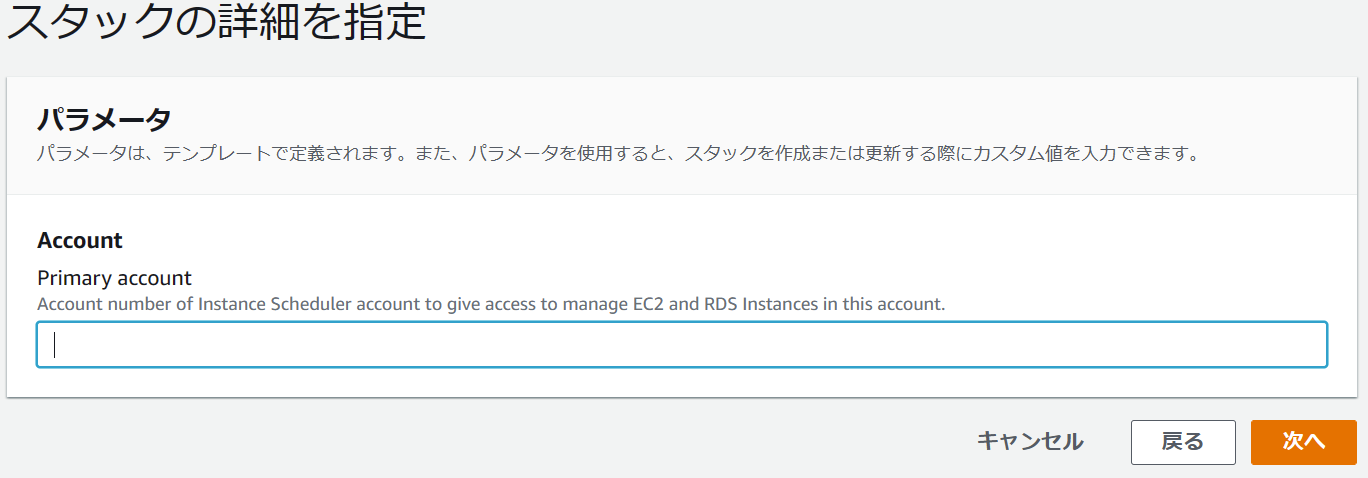 スタックの詳細を指定
パラメータ
パラメータは、テンプレートで定義されます。また、パラメータを使用すると、スタックを作成または更新する際にカスタム値を入力できます。
Account
Primary account
Account number of Instance Scheduler account to give access to manage EC2 and RDS Instances in this account.
キャンセル
戻る
次へ